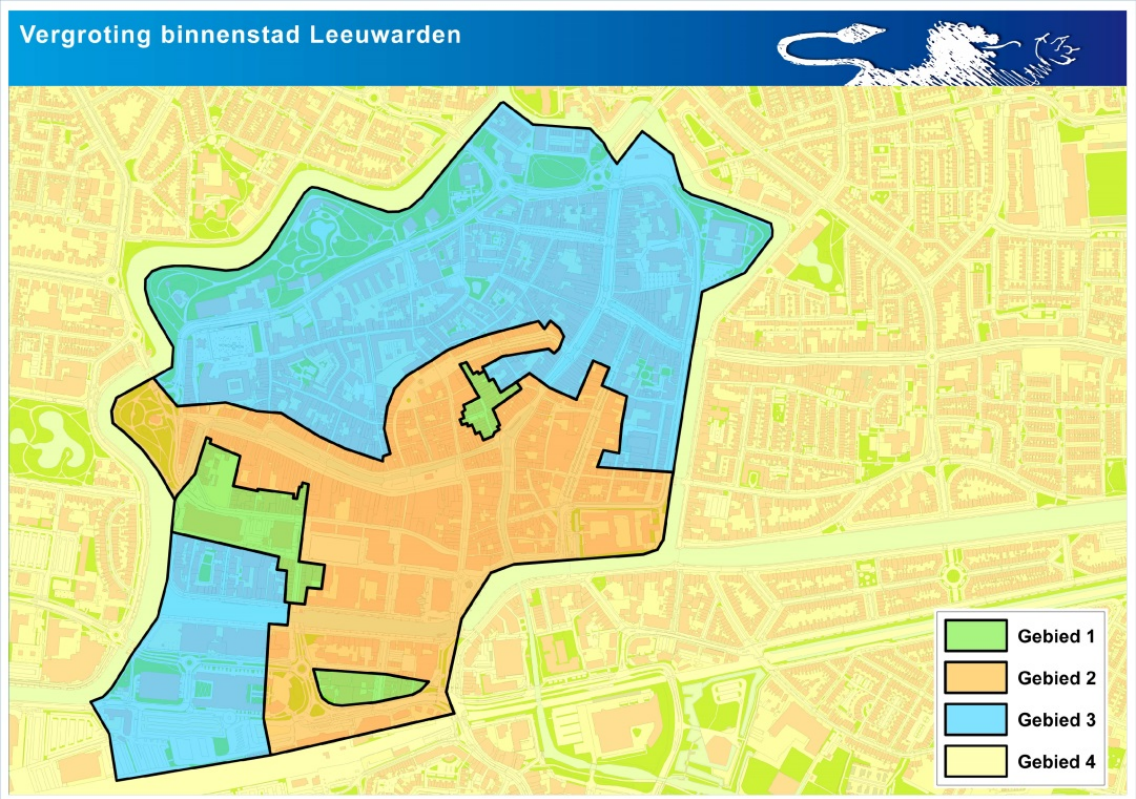 Vergroting binnenstad Leeuwarden
Gebied 1
Gebied 2
Gebied 3
Gebied 4